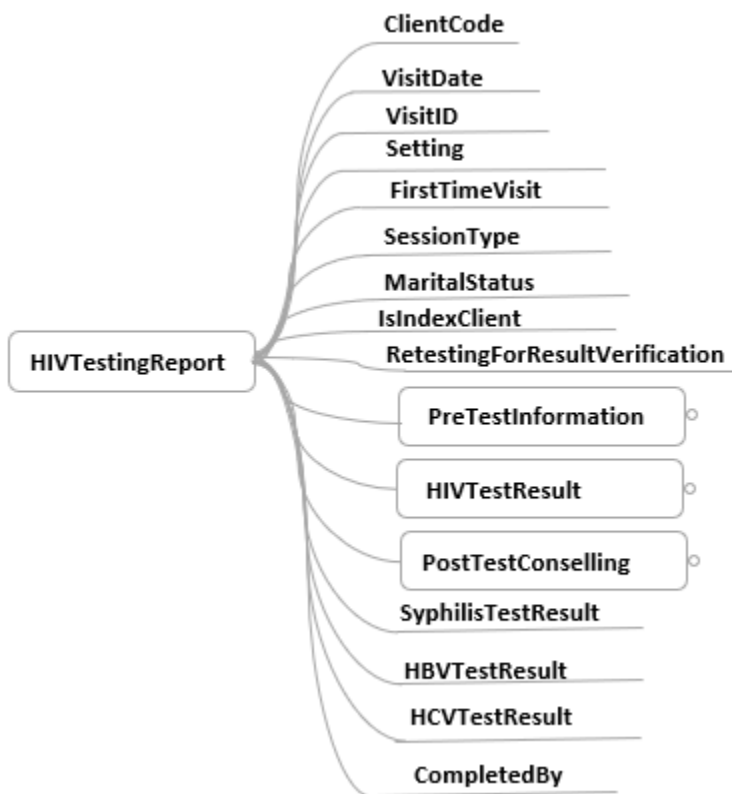 ClientCode
VisitDate
VisitID
Setting
FirstTimeVisit
SessionType
MaritalStatus
IsIndexClient
RetestingForResultVerification
HIVTestingReport
PreTestInformation
HIVTestResult
PostTestConselling
SyphilisTestResult
HBVTestResult
HCVTestResult
CompletedBy